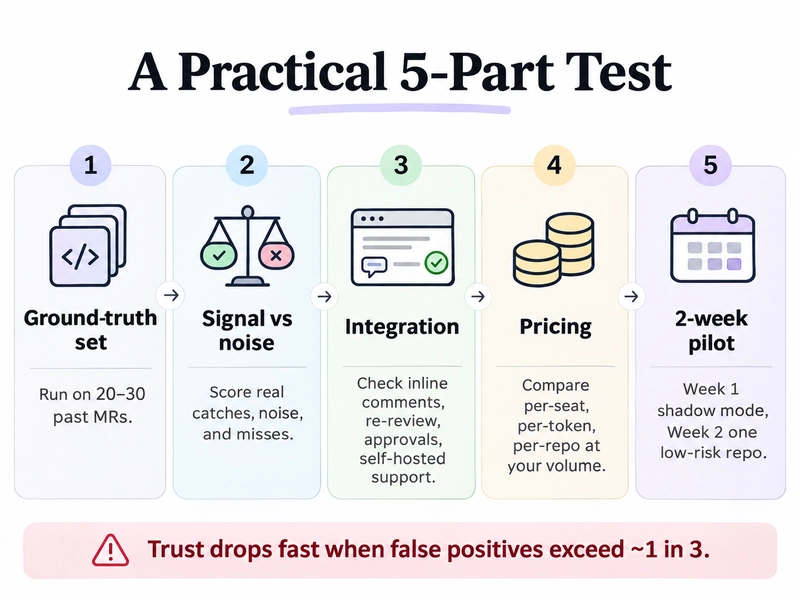 A Practical 5-Part Test
1
Ground-truth
set
Run on 20–30
past MRs.
2
Signal vs
noise
Score real
catches, noise,
and misses.
3
Integration
Check inline
comments,
re-review,
approvals,
self-hosted
support.
4
Pricing
Compare
per-seat,
per-token,
per-repo at
your volume.
5
2-week
pilot
Week 1
shadow mode,
Week 2 one
low-risk repo.
Trust drops fast when false positives exceed ~1 in 3.